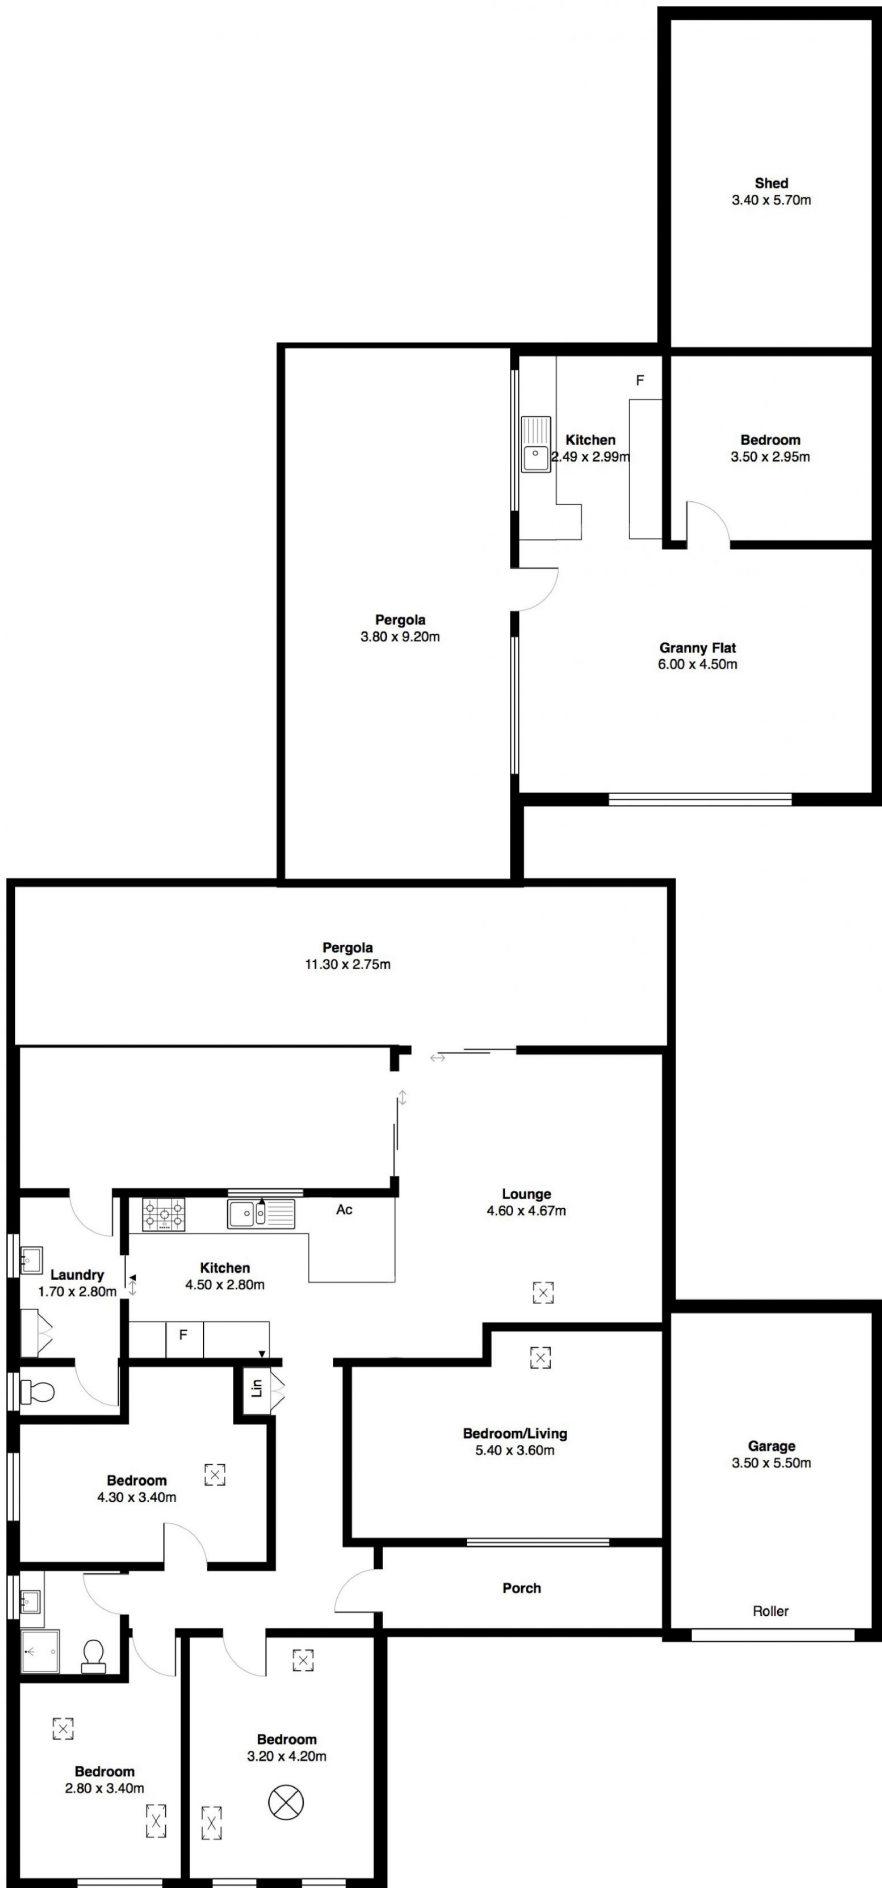 Shed
3.40 x 5.70m
F
Kitchen
2.49 x 2.99m
Bedroom
3.50 x 2.95m
Pergola
3.80 x 9.20m
Granny Flat
6.00 x 4.50m
Pergola
11.30 x 2.75m
Lounge
4.60 x 4.67m
Ac
Kitchen
4.50 x 2.80m
Laundry
1.70 x 2.80m
F
Lin
Bedroom/Living
5.40 x 3.60m
Garage
3.50 x 5.50m
Bedroom
4.30 x 3.40m
Porch
Roller
Bedroom
3.20 x 4.20m
Bedroom
2.80 x 3.40m